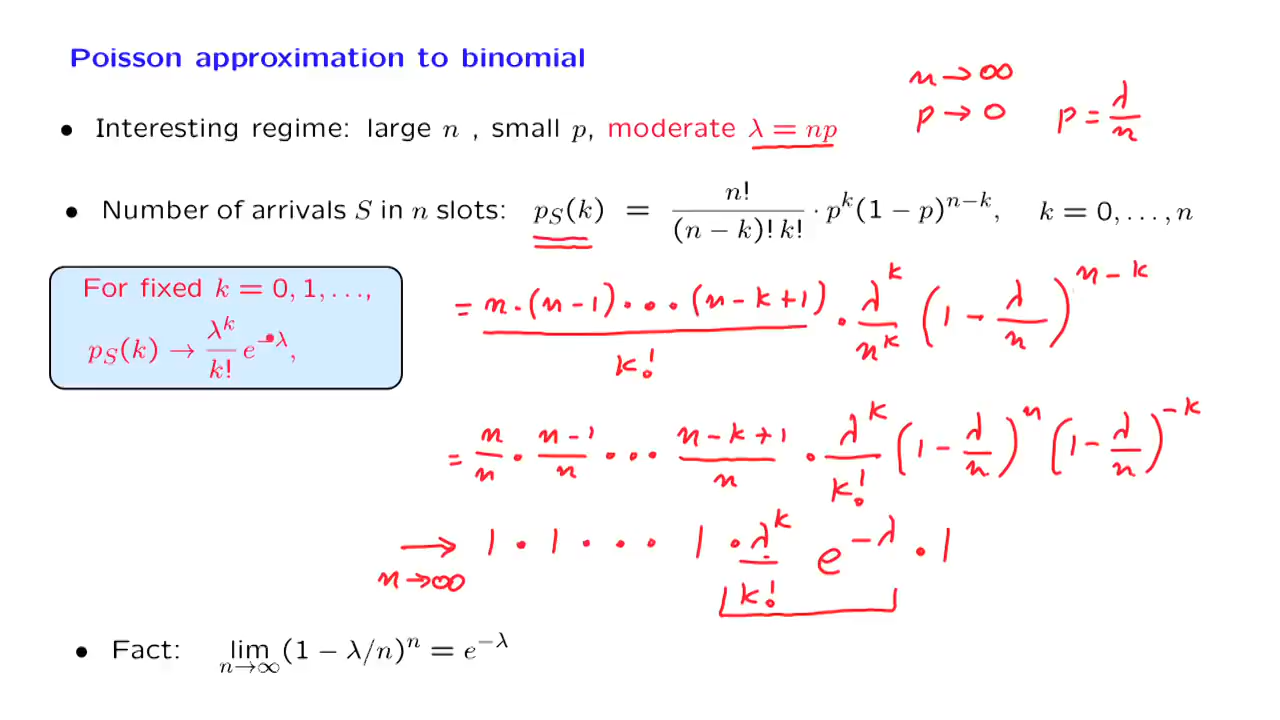 Poisson approximation to binomial
n → ∞
• Interesting regime: large n , small p, moderate λ = np
p → 0 p = λ/n
• Number of arrivals S in n slots: p_S(k) = n!/((n − k)! k!) · p^k(1 − p)^{n−k}, k = 0, . . . , n
For fixed k = 0, 1, . . .,
p_S(k) → λ^k/k! e^{−λ},
= n·(n−1)···(n−k+1)/k! · λ^k/n^k (1 − λ/n)^{n−k}
= n/n · (n−1)/n ··· (n−k+1)/n · λ^k/k! (1 − λ/n)^n (1 − λ/n)^{−k}
→ 1 · 1 · · · 1 · λ^k/k! e^{−λ} · 1
n→∞
• Fact: lim_{n→∞} (1 − λ/n)^n = e^{−λ}